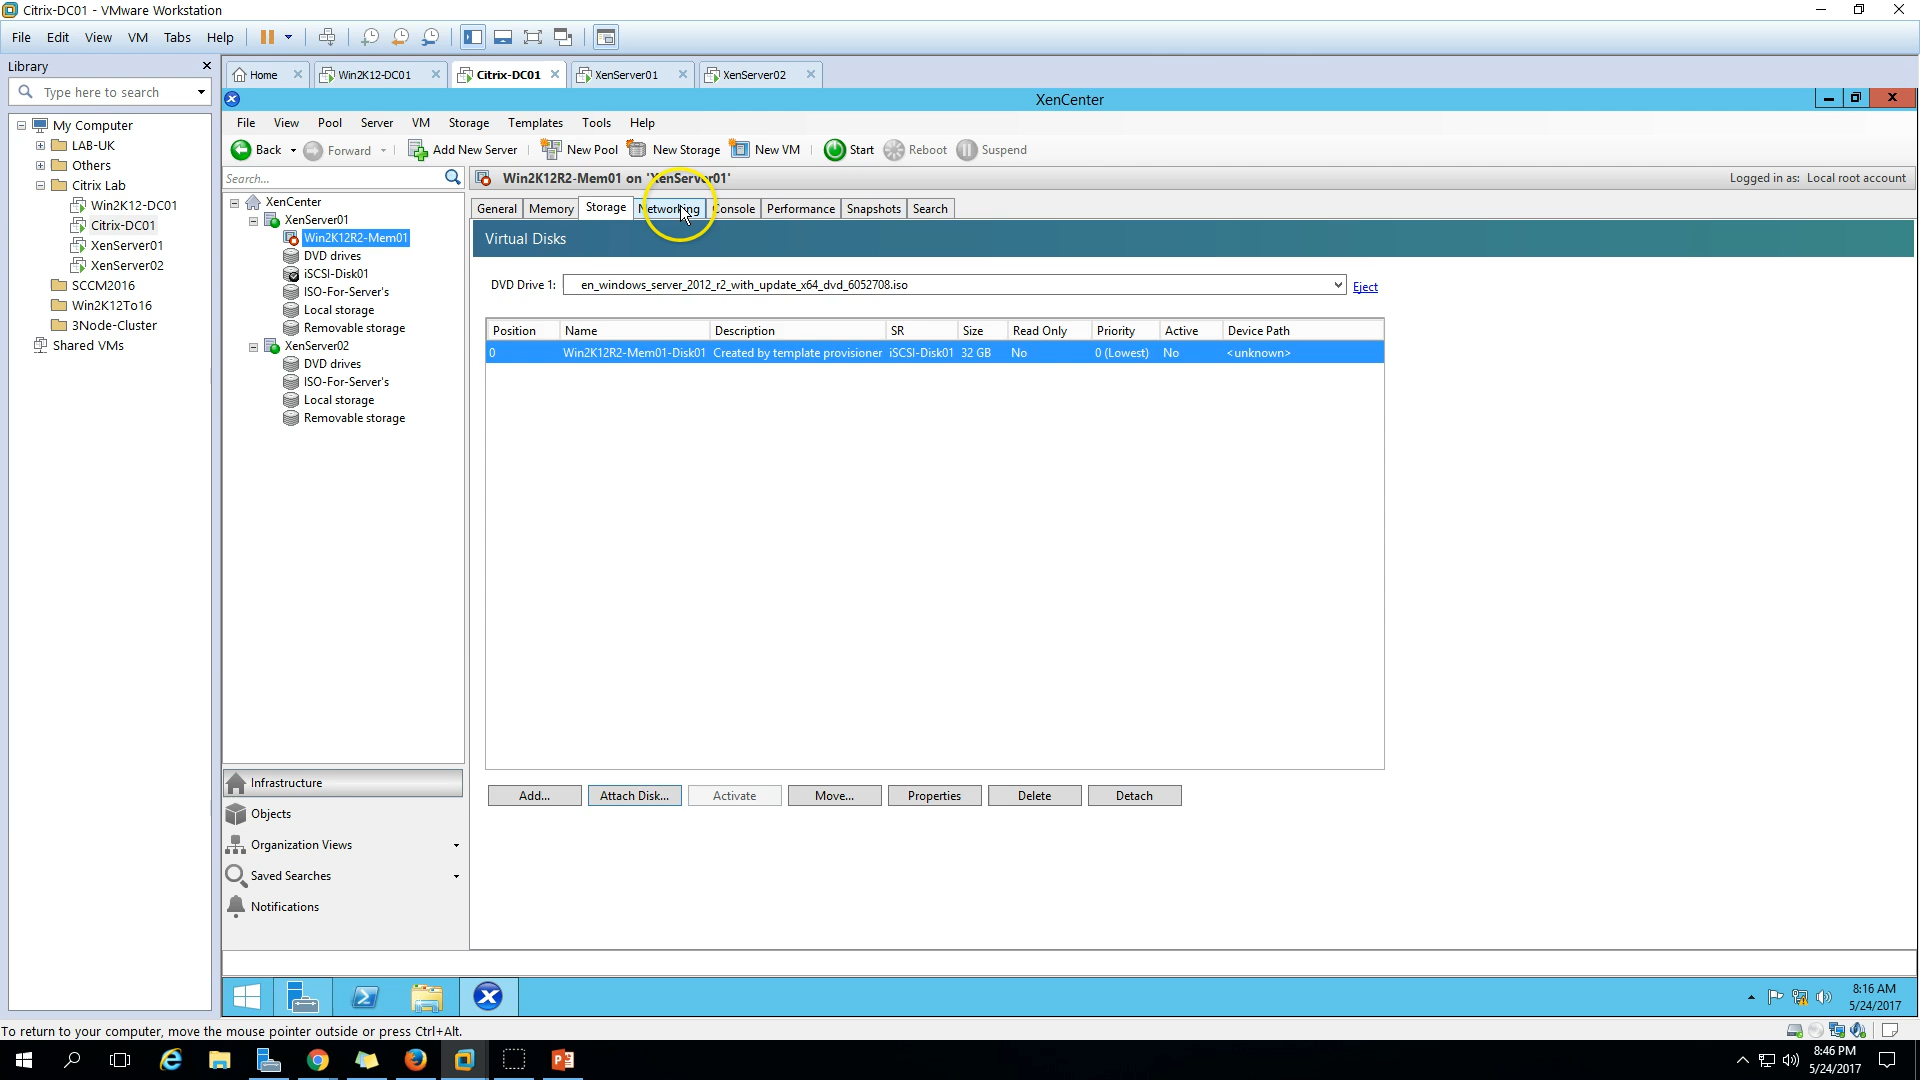 Citrix-DC01 - VMware Workstation
File Edit View VM Tabs Help
Library
Type here to search
My Computer
LAB-UK
Others
Citrix Lab
Win2K12-DC01
Citrix-DC01
XenServer01
XenServer02
SCCM2016
Win2K12To16
3Node-Cluster
Shared VMs
Home Win2K12-DC01 Citrix-DC01 XenServer01 XenServer02
XenCenter
File View Pool Server VM Storage Templates Tools Help
Back Forward Add New Server New Pool New Storage New VM Start Reboot Suspend
Search...
XenCenter
XenServer01
Win2K12R2-Mem01
DVD drives
iSCSI-Disk01
ISO-For-Server's
Local storage
Removable storage
XenServer02
DVD drives
ISO-For-Server's
Local storage
Removable storage
Infrastructure
Objects
Organization Views
Saved Searches
Notifications
Win2K12R2-Mem01 on 'XenServer01' Logged in as: Local root account
General Memory Storage Networking Console Performance Snapshots Search
Virtual Disks
DVD Drive 1: en_windows_server_2012_r2_with_update_x64_dvd_6052708.iso Eject
Position Name Description SR Size Read Only Priority Active Device Path
0 Win2K12R2-Mem01-Disk01 Created by template provisioner iSCSI-Disk01 32 GB No 0 (Lowest) No <unknown>
Add... Attach Disk... Activate Move... Properties Delete Detach
8:16 AM
5/24/2017
To return to your computer, move the mouse pointer outside or press Ctrl+Alt.
8:46 PM
5/24/2017